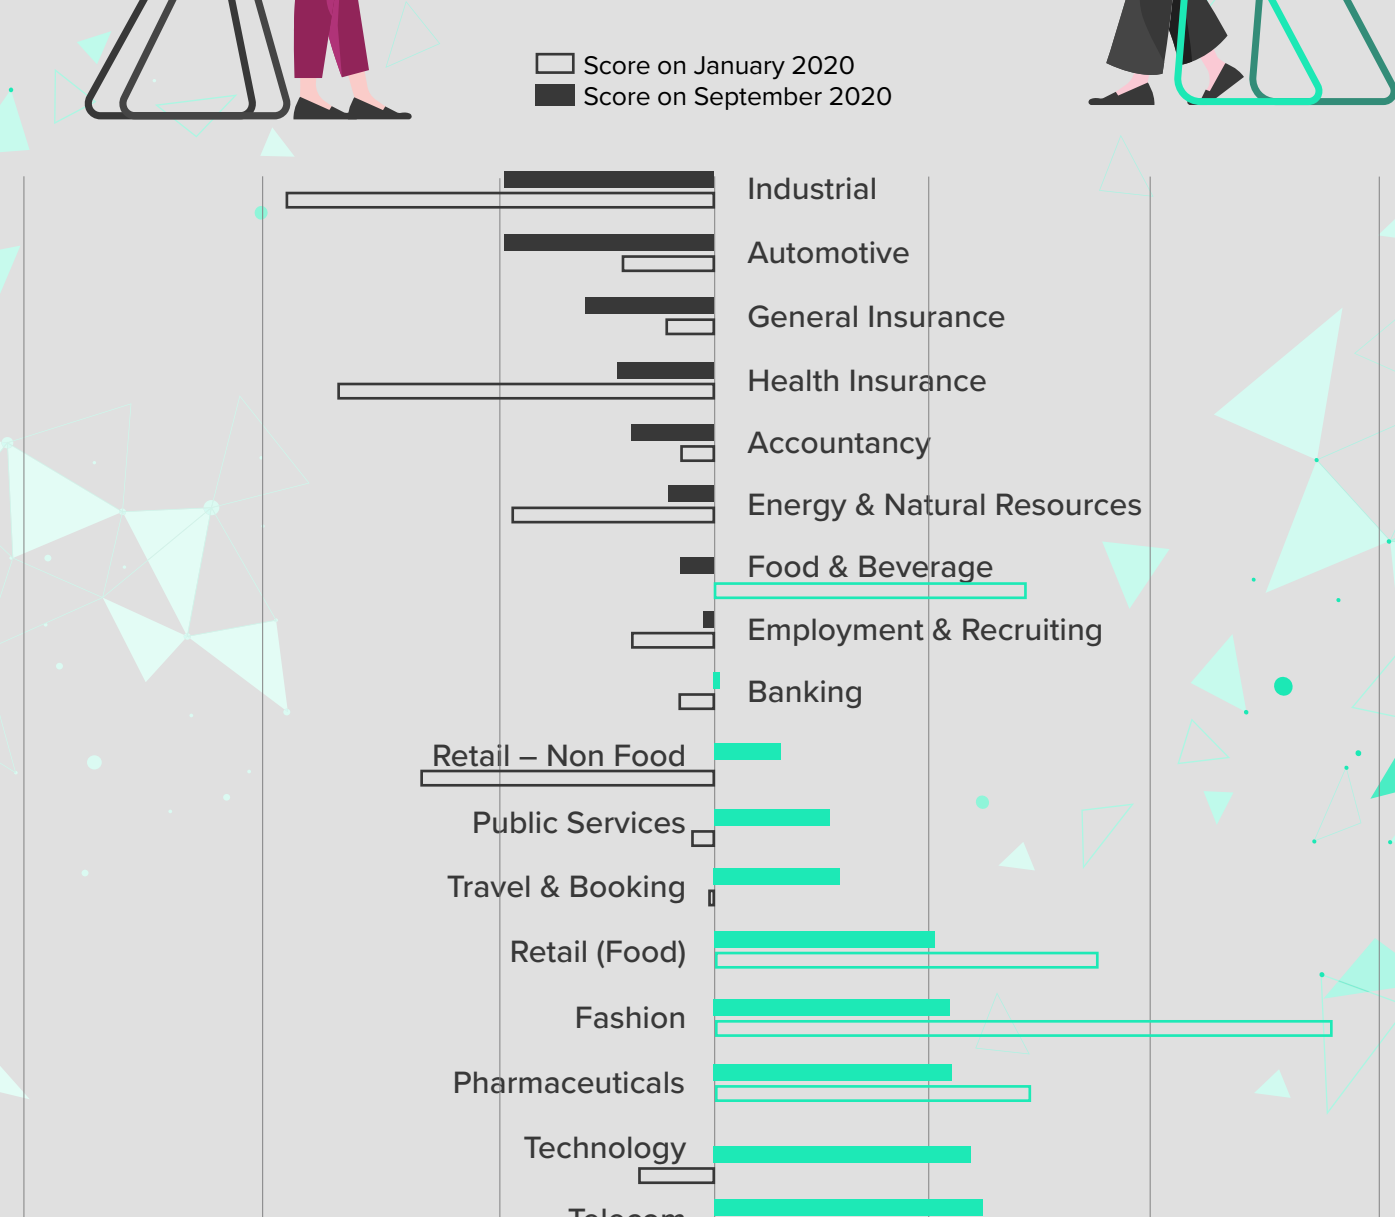 Score on January 2020
Score on September 2020
Industrial
Automotive
General Insurance
Health Insurance
Accountancy
Energy & Natural Resources
Food & Beverage
Employment & Recruiting
Banking
Retail – Non Food
Public Services
Travel & Booking
Retail (Food)
Fashion
Pharmaceuticals
Technology
Telecom